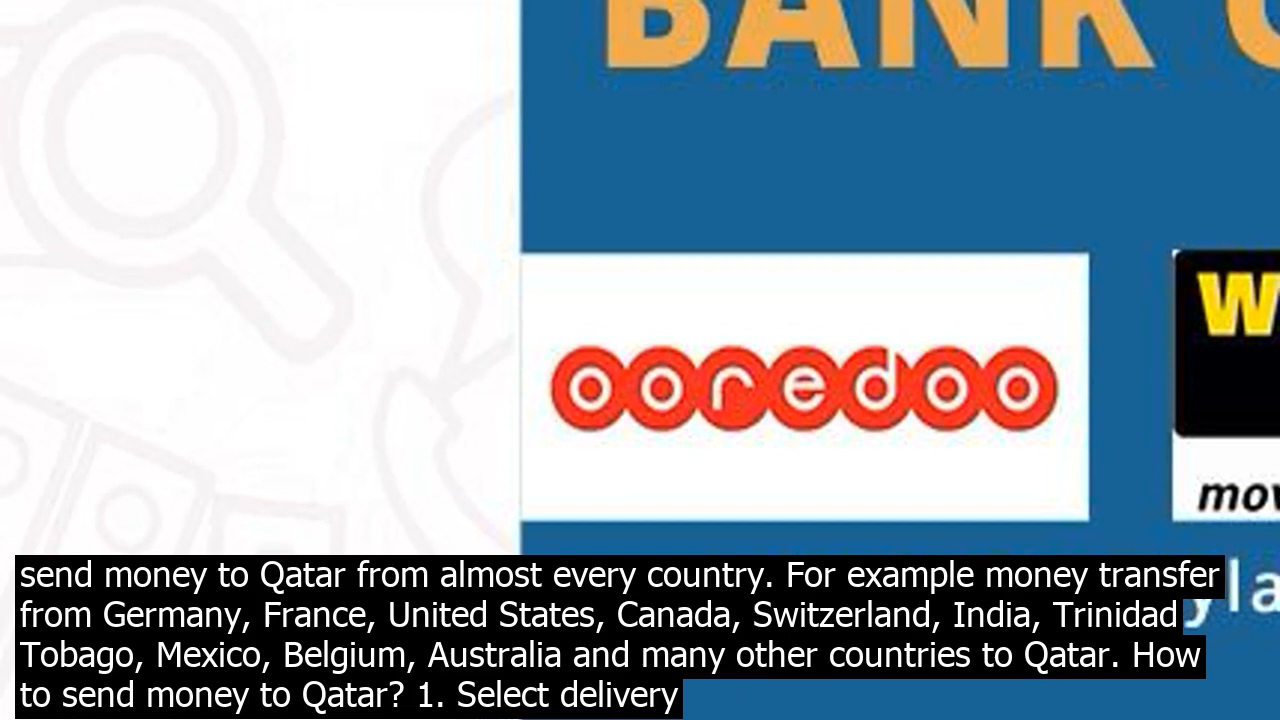 BANK
ooredoo
W
mov
send money to Qatar from almost every country. For example money transfer
from Germany, France, United States, Canada, Switzerland, India, Trinidad
Tobago, Mexico, Belgium, Australia and many other countries to Qatar. How
to send money to Qatar? 1. Select delivery
yla